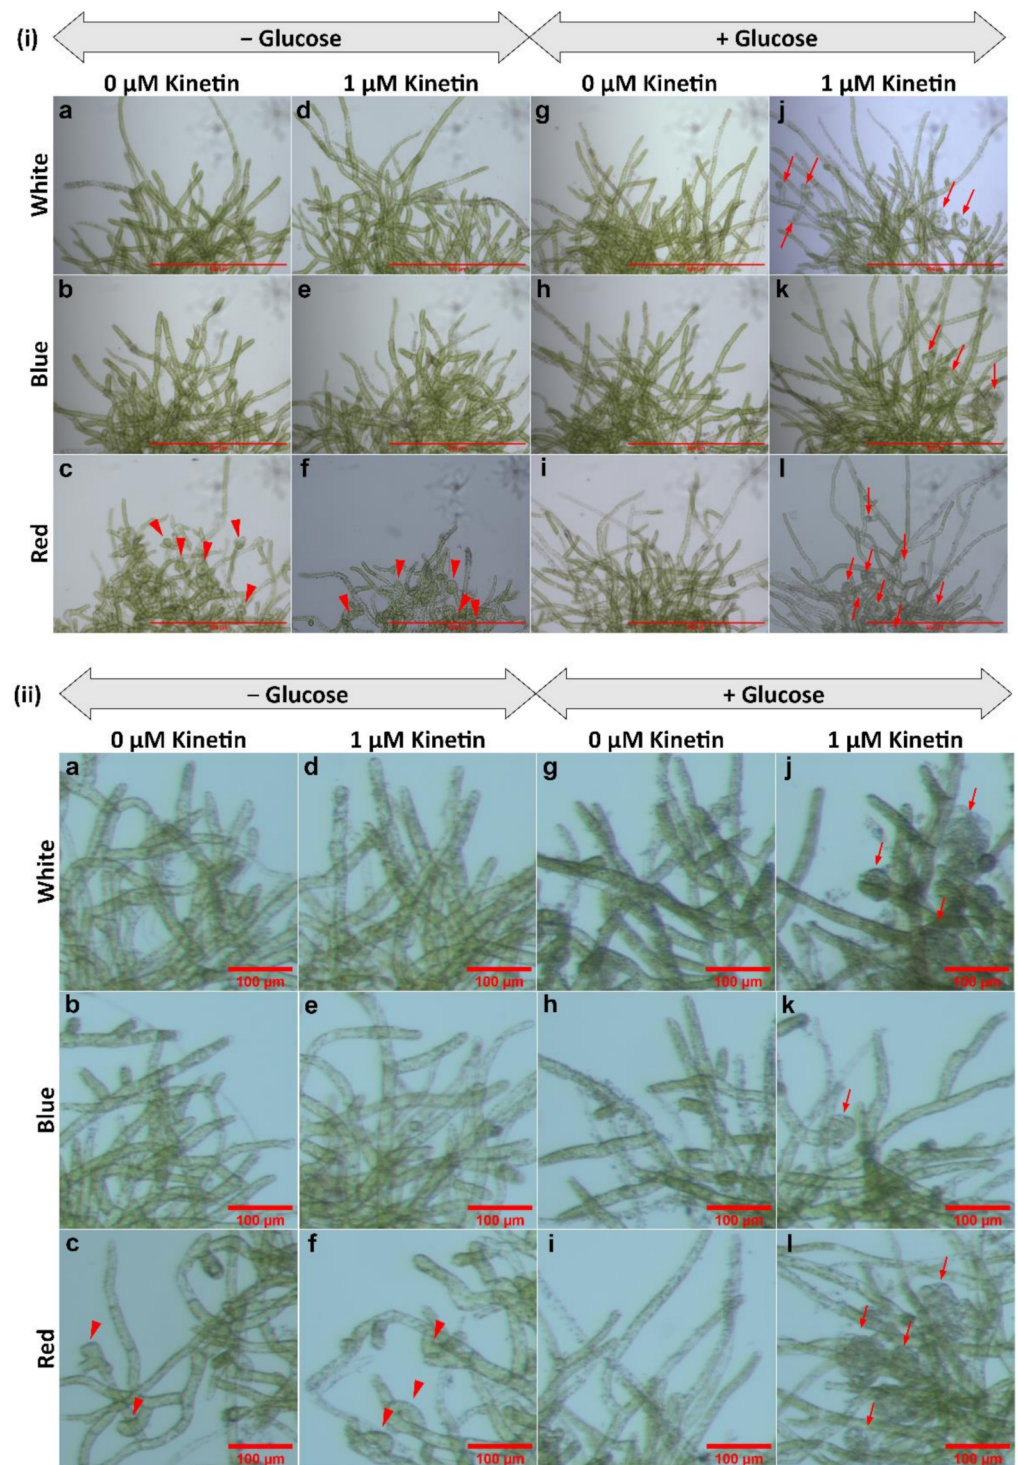 (i)
– Glucose
+ Glucose
0 µM Kinetin
1 µM Kinetin
0 µM Kinetin
1 µM Kinetin
White
a
d
g
j
Blue
b
e
h
k
Red
c
f
i
l
(ii)
– Glucose
+ Glucose
0 µM Kinetin
1 µM Kinetin
0 µM Kinetin
1 µM Kinetin
White
a
d
g
j
100 µm
100 µm
100 µm
100 µm
Blue
b
e
h
k
100 µm
100 µm
100 µm
100 µm
Red
c
f
i
l
100 µm
100 µm
100 µm
100 µm